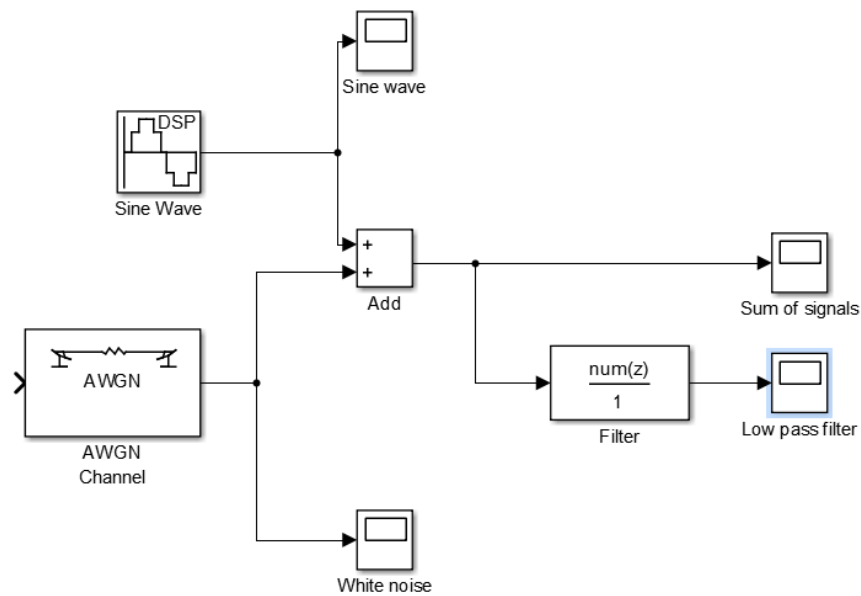 Sine wave
DSP
Sine Wave
+
+
Add
Sum of signals
AWGN
AWGN
Channel
num(z)
1
Filter
Low pass filter
White noise